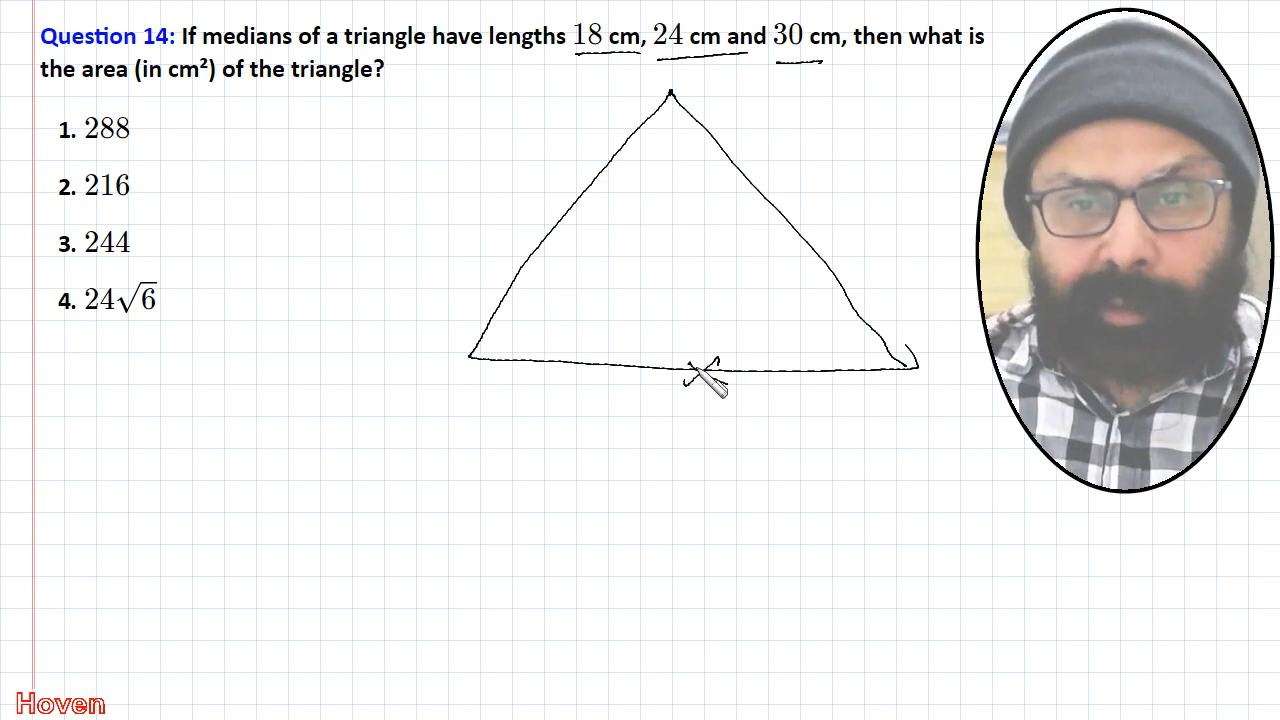 Question 14: If medians of a triangle have lengths 18 cm, 24 cm and 30 cm, then what is
the area (in cm²) of the triangle?
1. 288
2. 216
3. 244
4. 24√6
Hoven